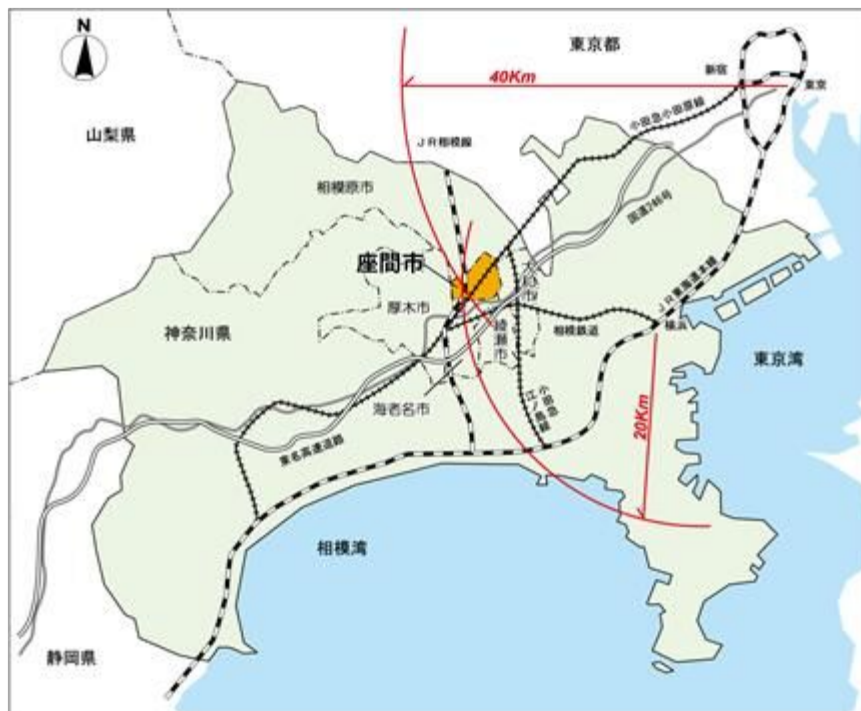 N
東京都
新宿
東京
40Km
小田急小田原線
山梨県
JR相模線
相模原市
国道246号
座間市
厚木市
綾瀬市
相模鉄道
JR東海道本線
横浜
神奈川県
東京湾
海老名市
小田急
江ノ島線
20Km
東名高速道路
相模湾
静岡県